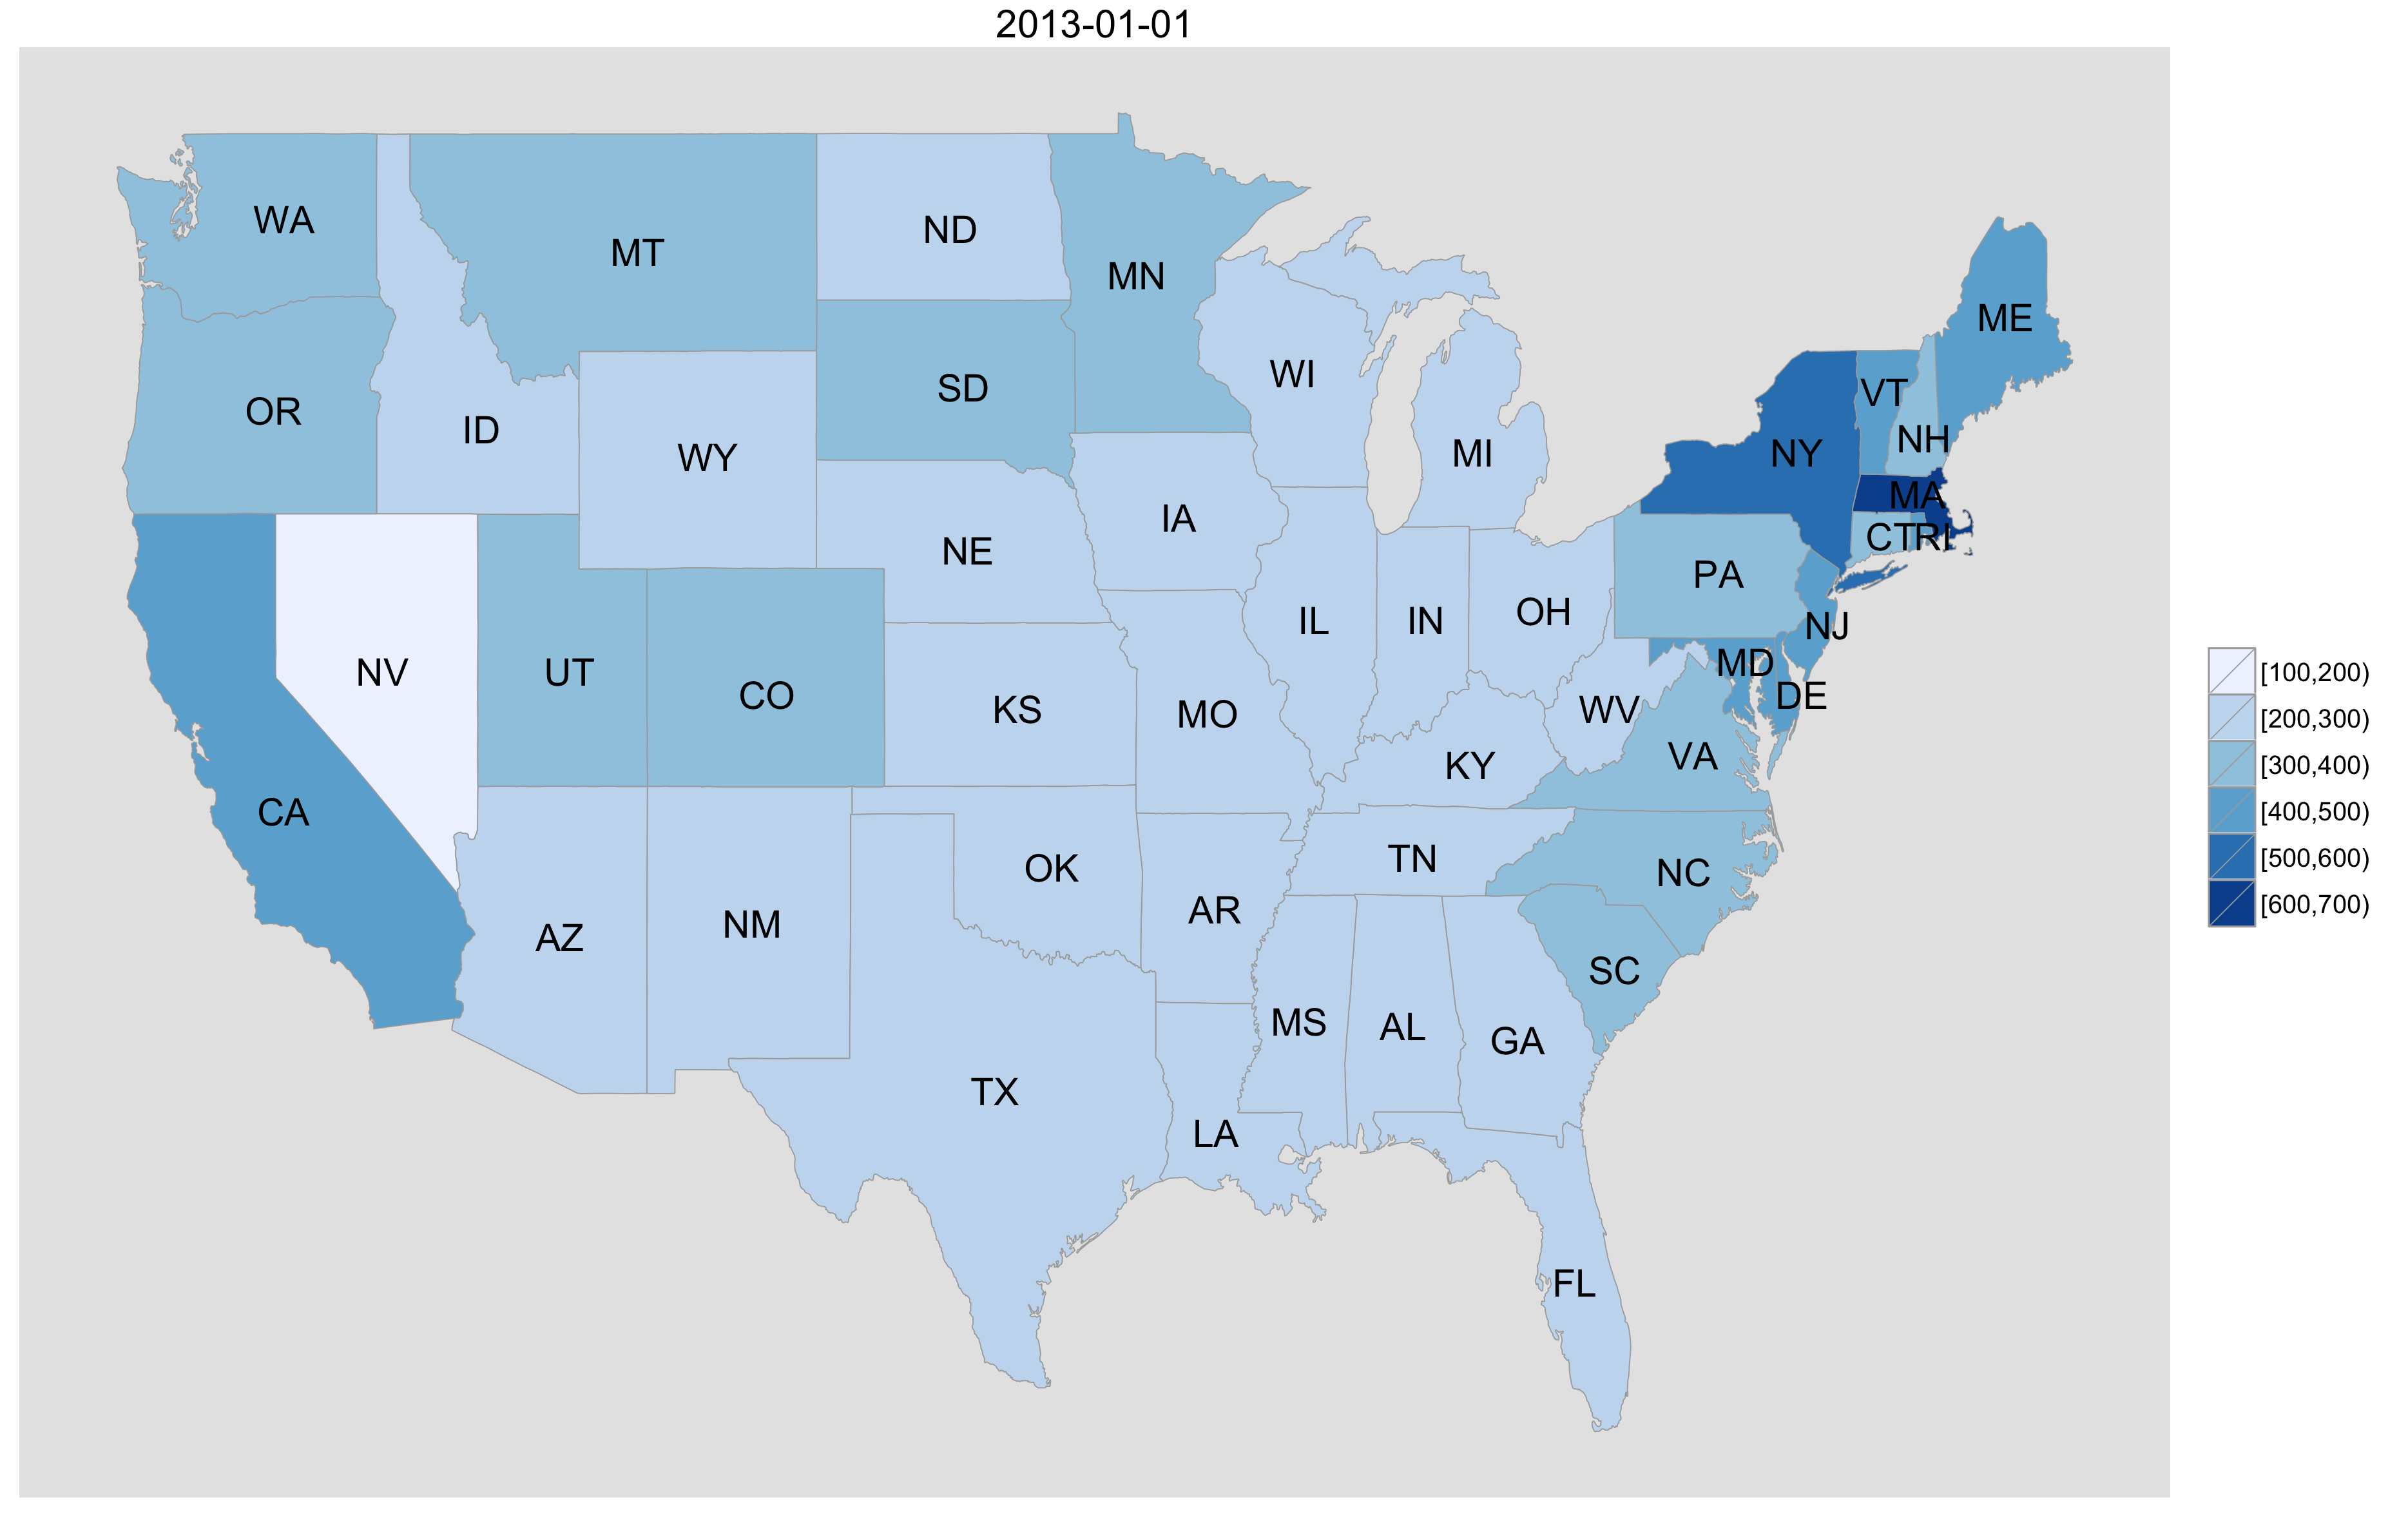 2013-01-01
WA
MT
ND
MN
ME
WI
SD
VT
OR
ID
NH
WY
MI
NY
MA
IA
CT
RI
NE
PA
OH
IL
IN
NJ
MD
NV
UT
[100,200)
CO
DE
KS
WV
MO
[200,300)
VA
KY
[300,400)
CA
[400,500)
TN
[500,600)
OK
NC
[600,700)
AR
NM
AZ
SC
MS
AL
GA
TX
LA
FL